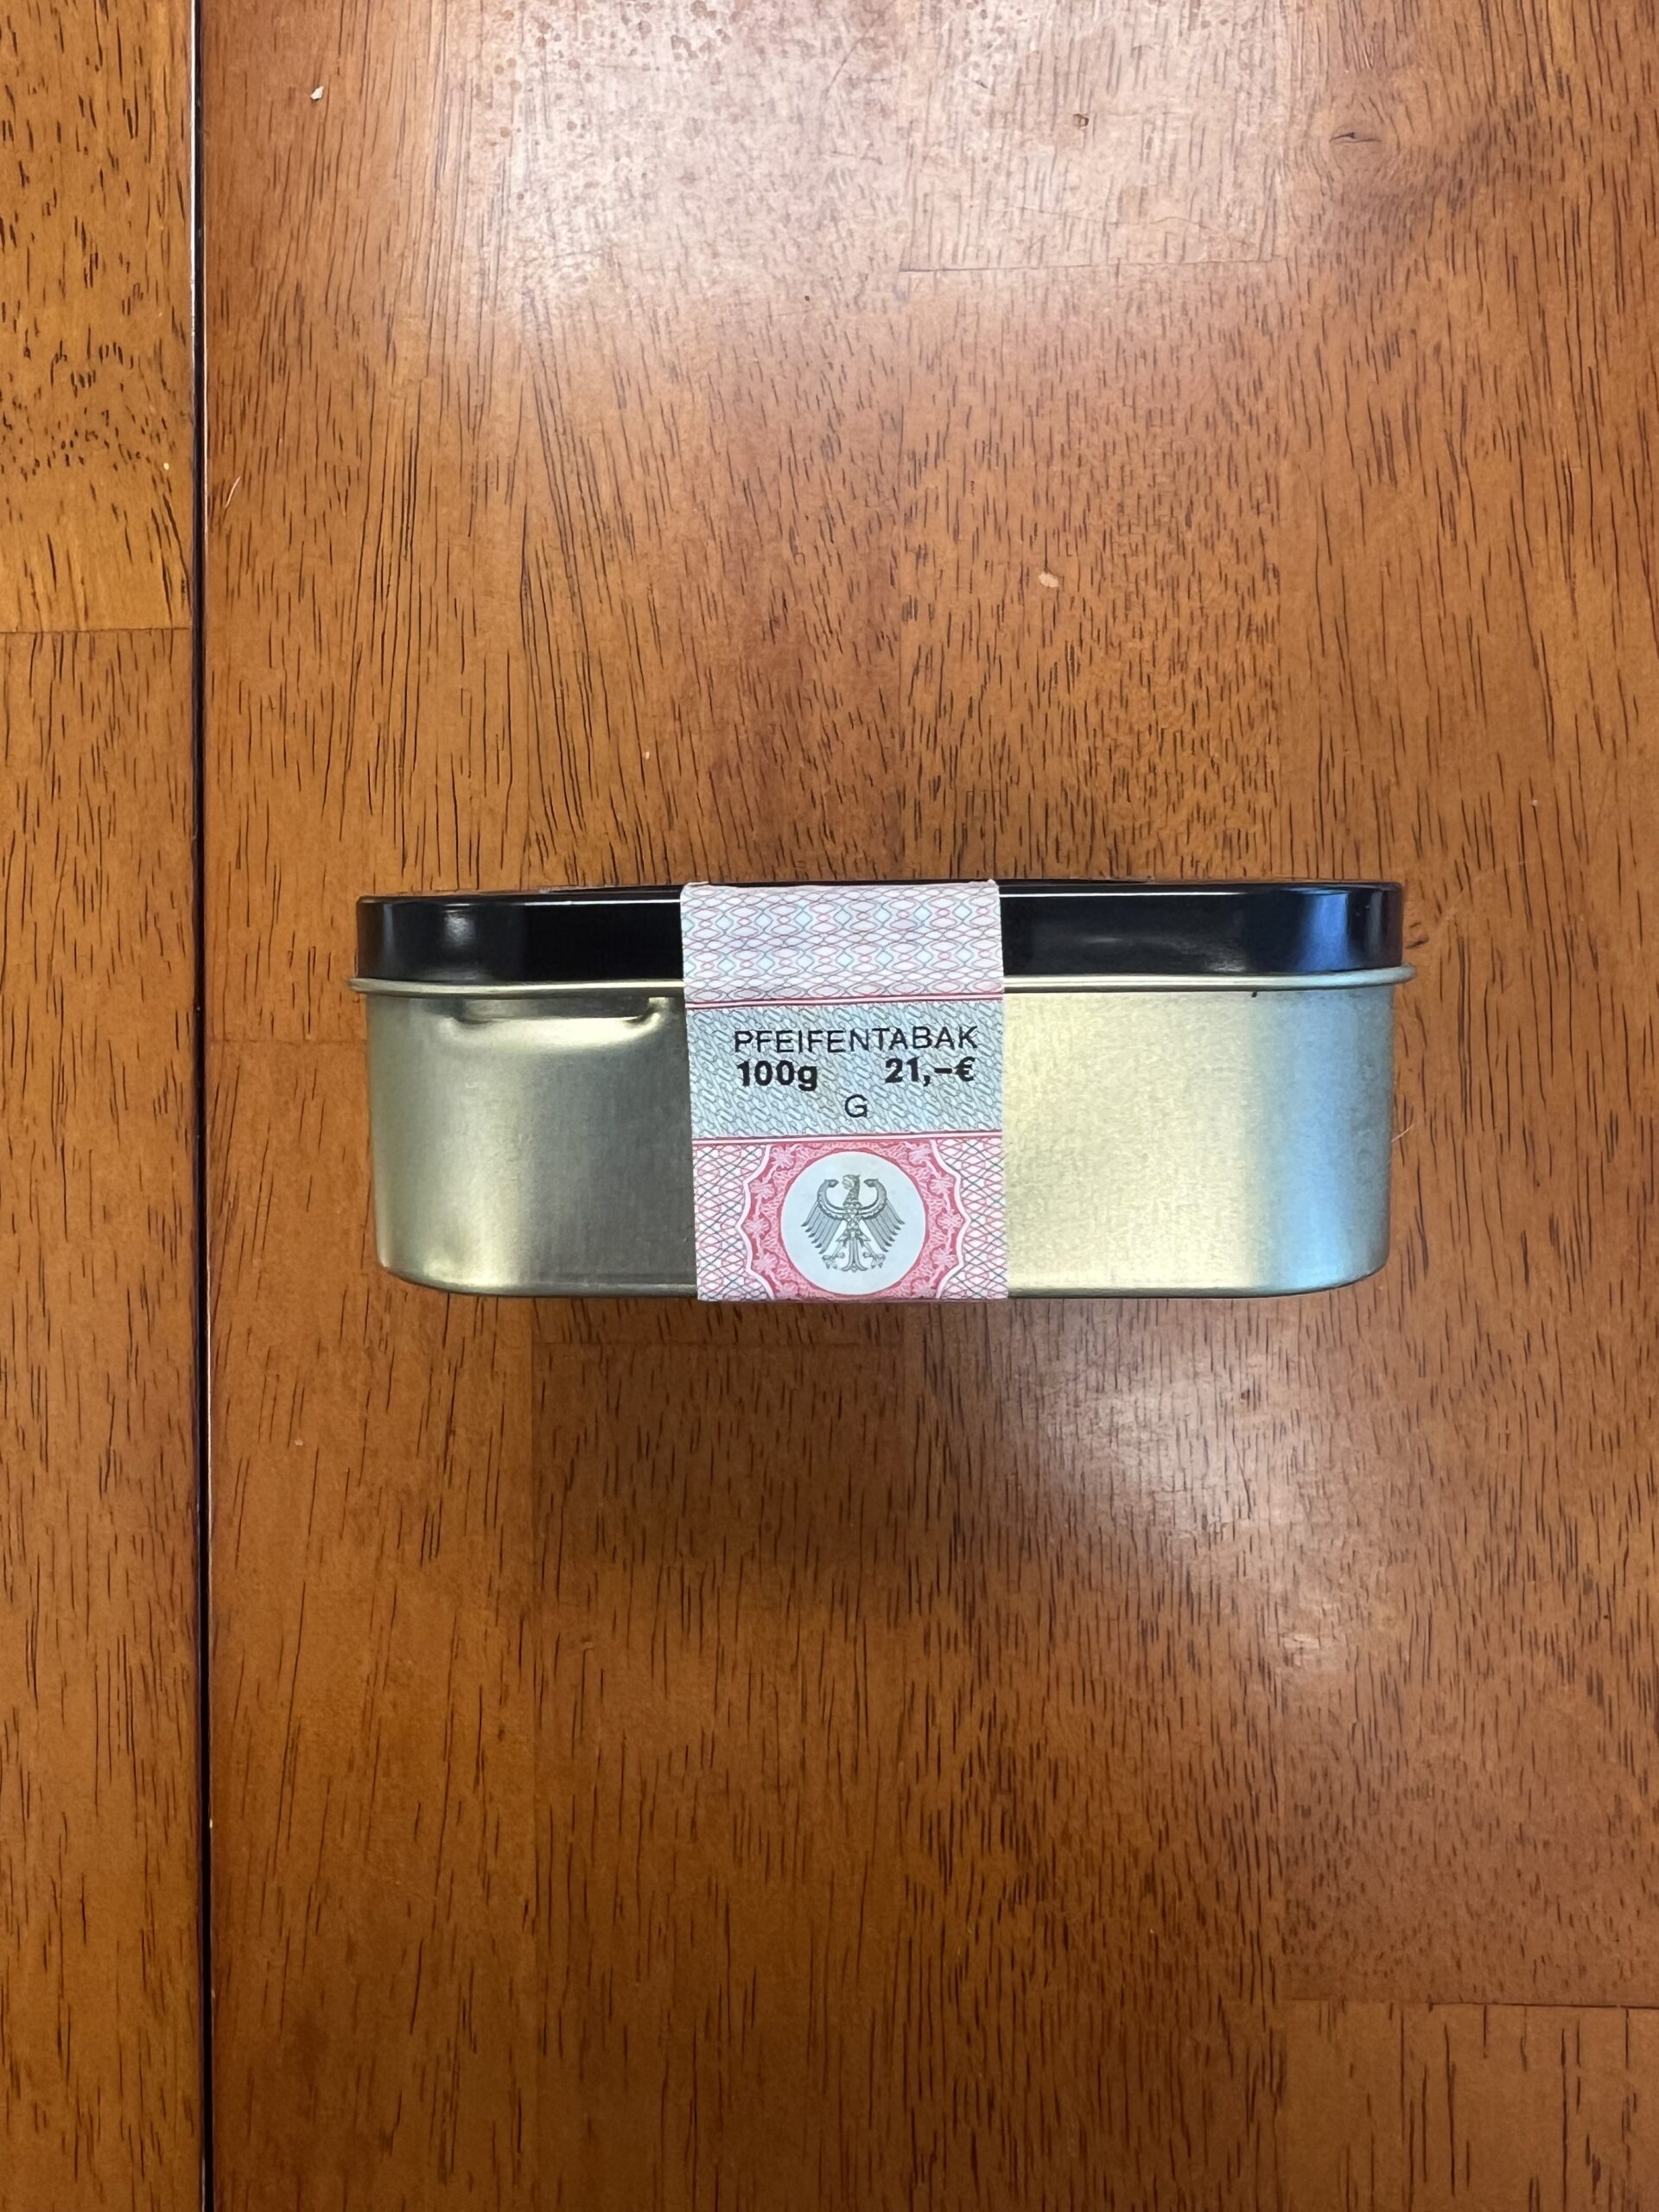 PFEIFENTABAK
100g 21,-€
G